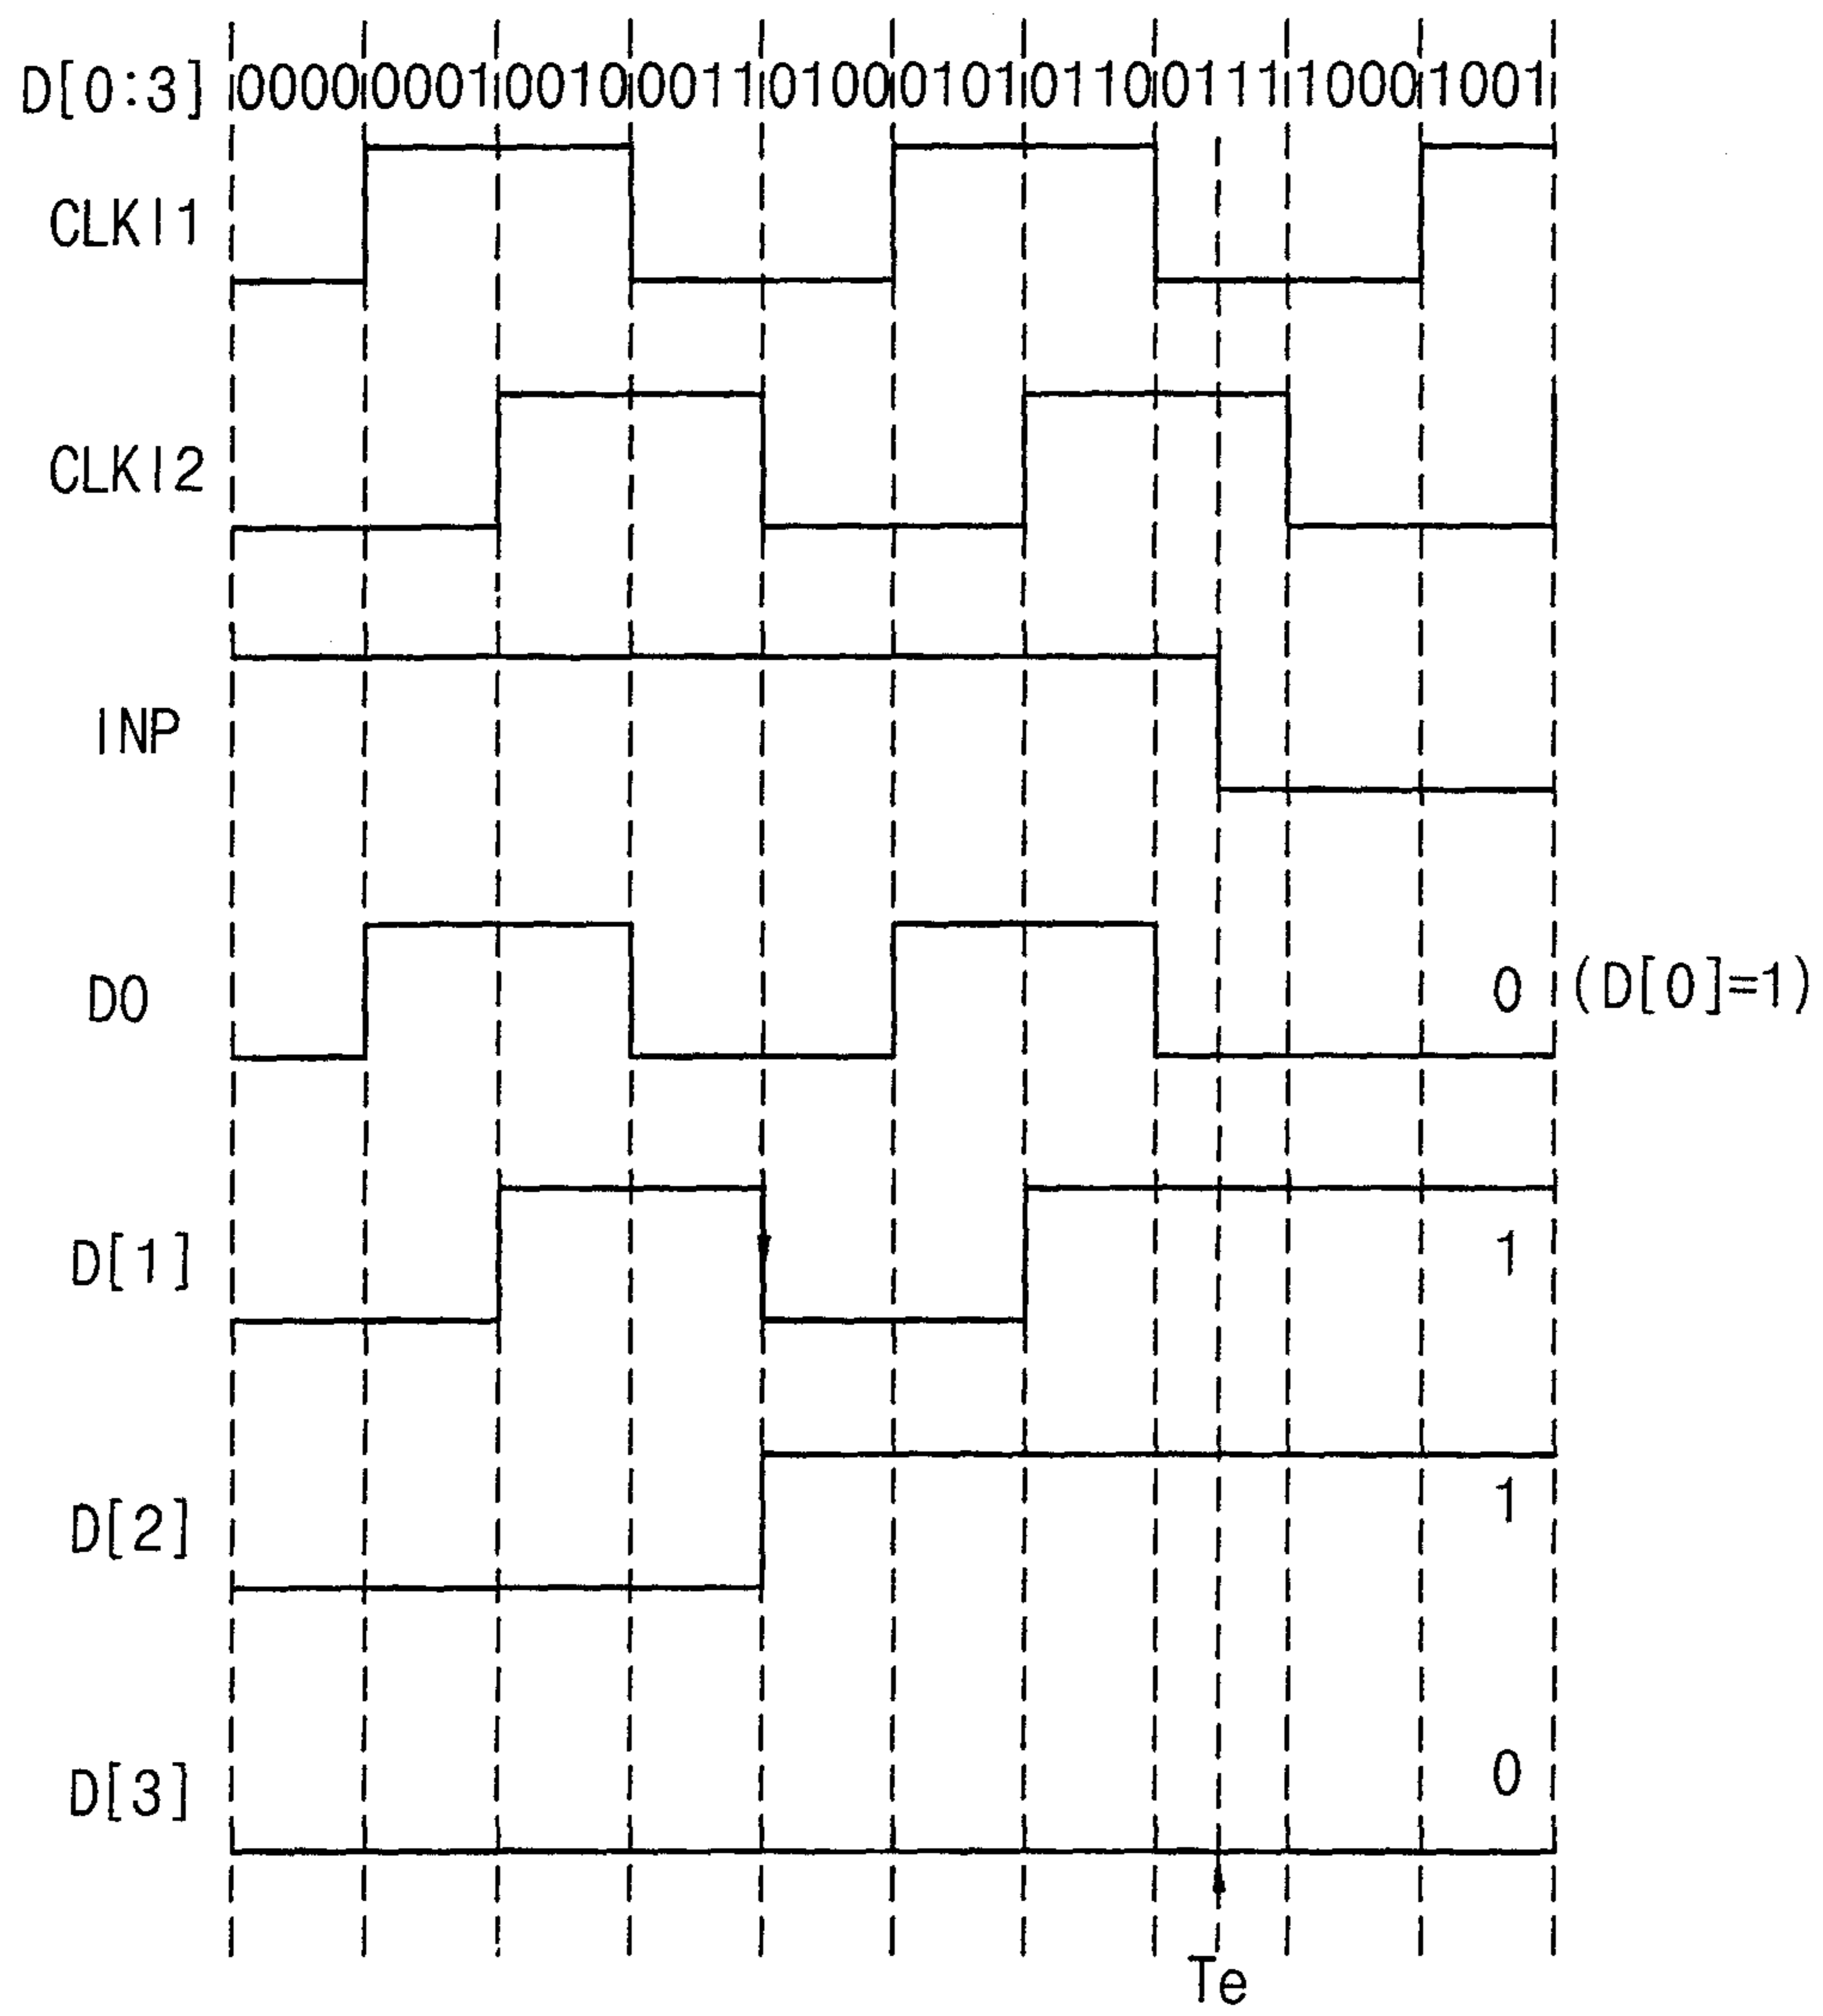 D[0:3] 0000 0001 0010 0011 0100 0101 0110 0111 1000 1001
CLKI1
CLKI2
INP
D0 0 (D[0]=1)
D[1] 1
D[2] 1
D[3] 0
Te